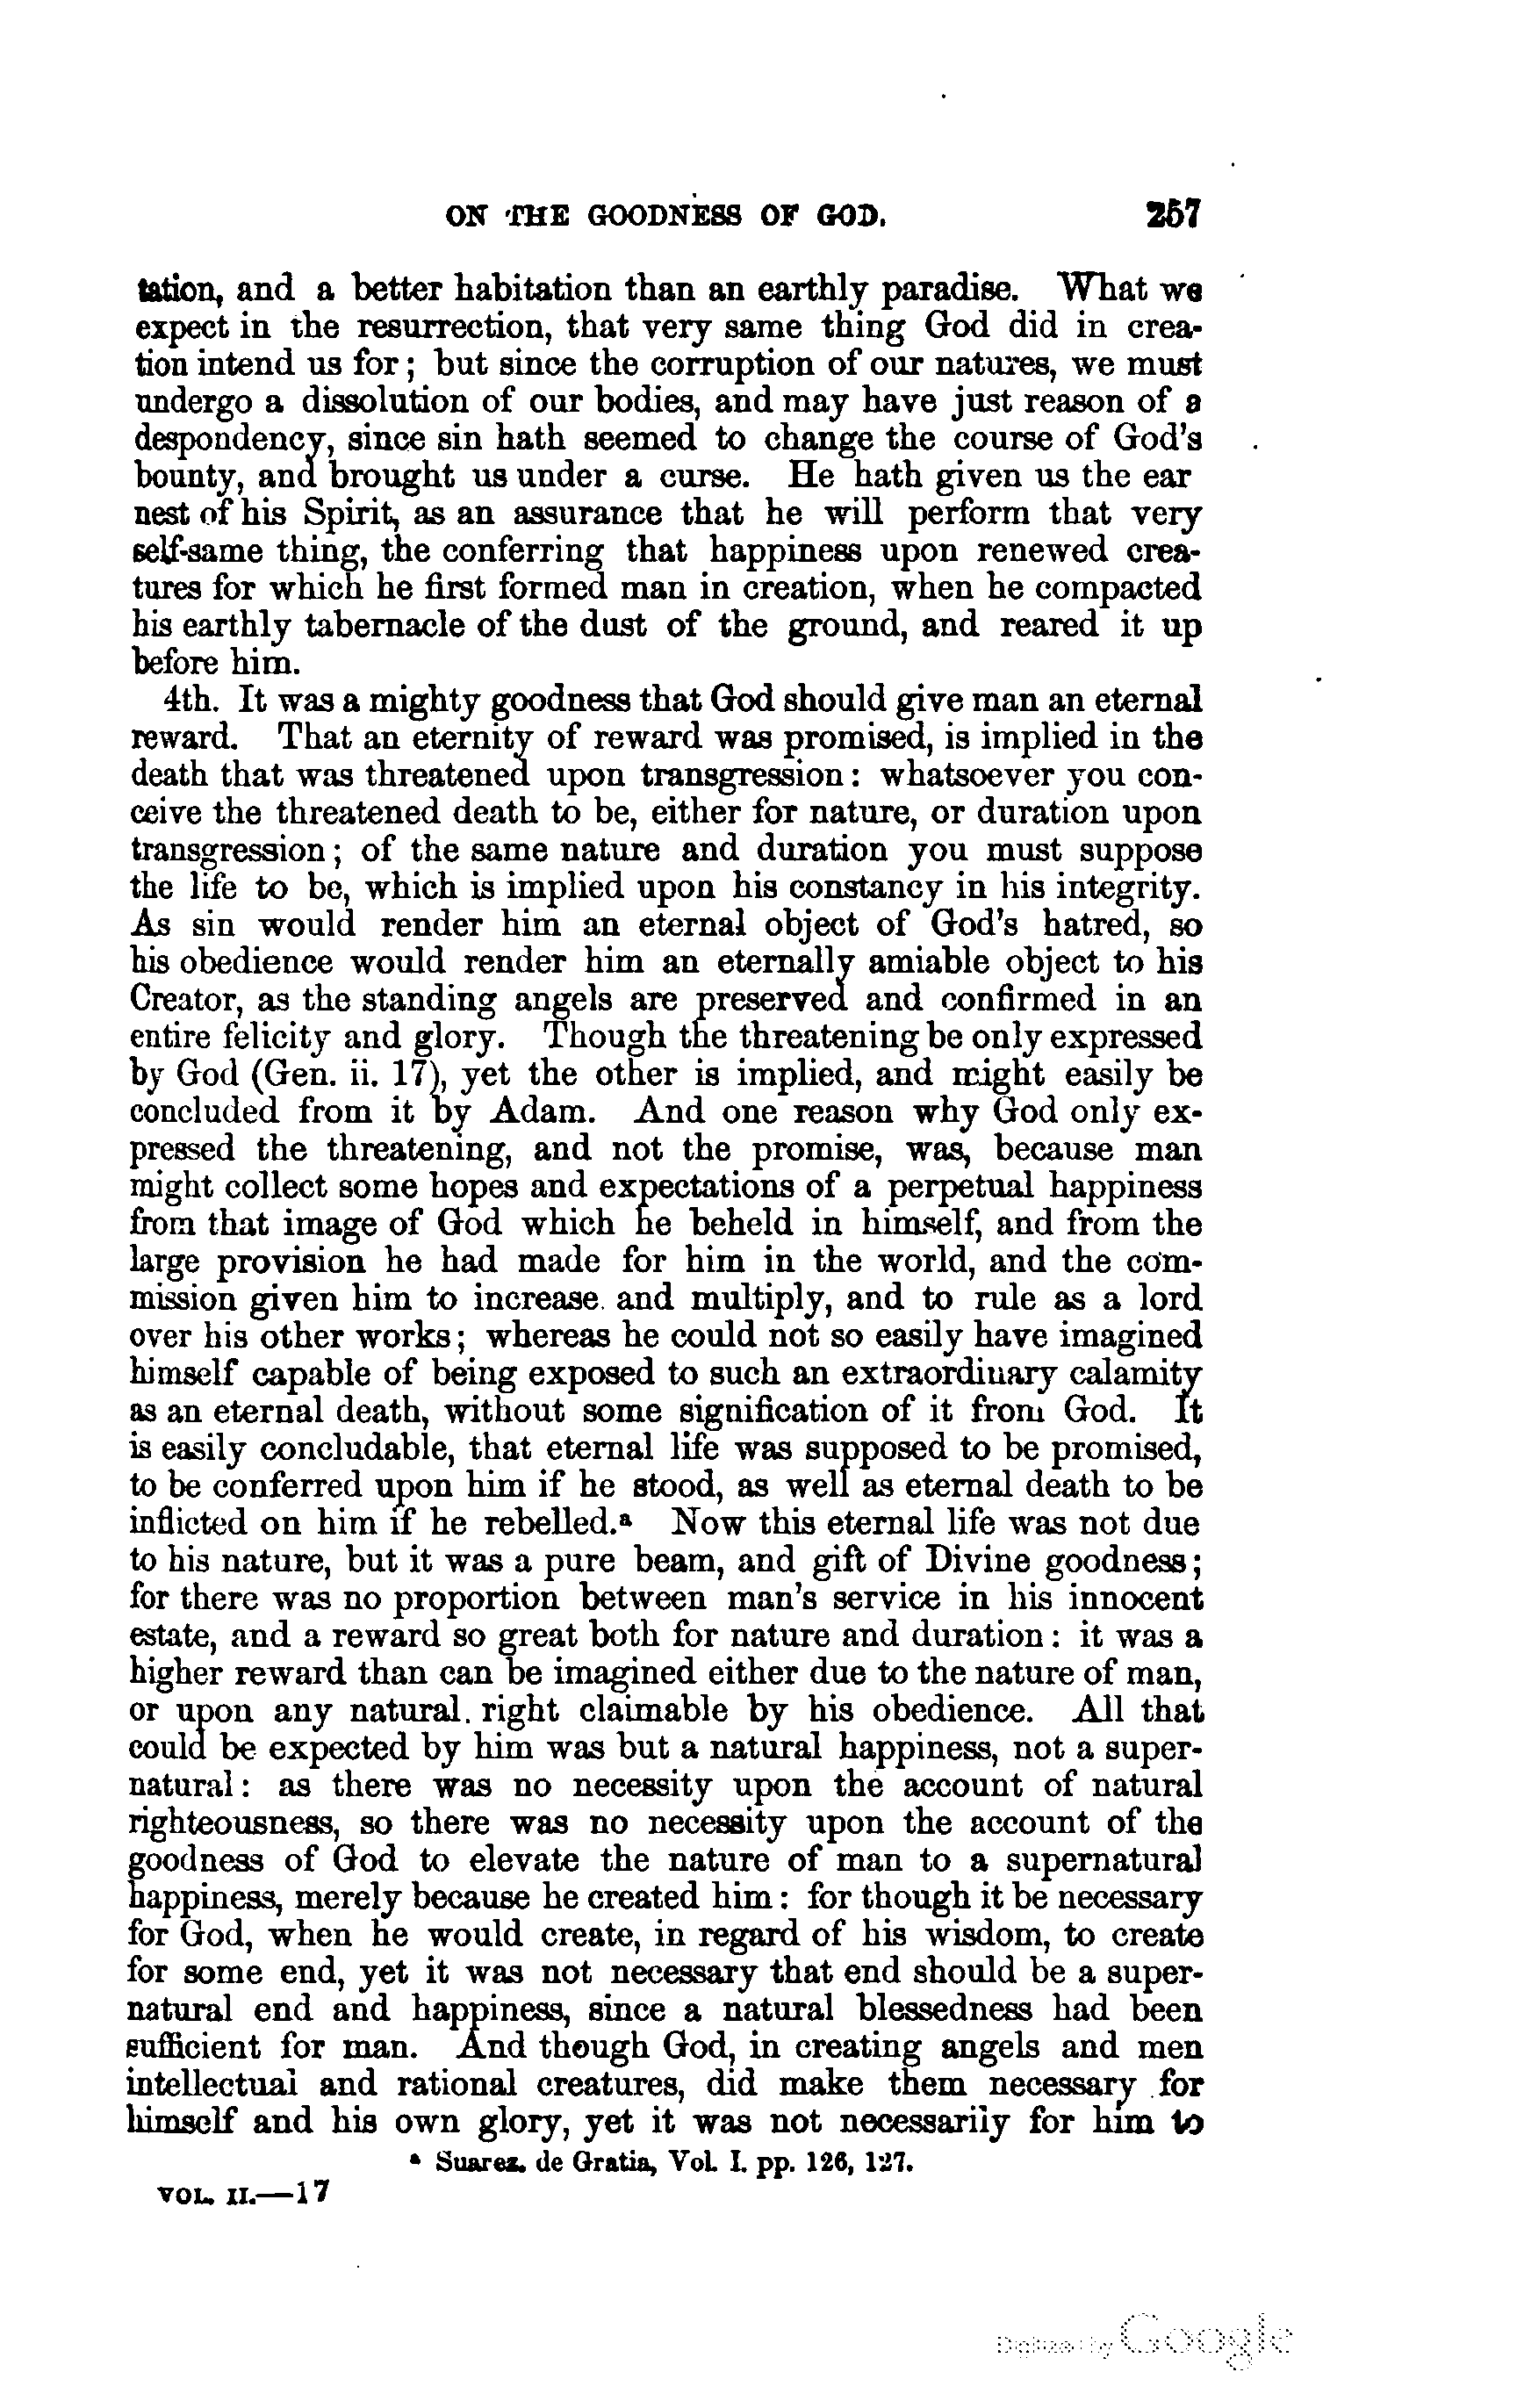 ON THE GOODNESS OF GOD. 257
tation, and a better habitation than an earthly paradise. What we
expect in the resurrection, that very same thing God did in crea-
tion intend us for; but since the corruption of our natures, we must
undergo a dissolution of our bodies, and may have just reason of a
despondency, since sin hath seemed to change the course of God's
bounty, and brought us under a curse. He hath given us the ear
nest of his Spirit, as an assurance that he will perform that very
self-same thing, the conferring that happiness upon renewed crea-
tures for which he first formed man in creation, when he compacted
his earthly tabernacle of the dust of the ground, and reared it up
before him.
4th. It was a mighty goodness that God should give man an eternal
reward. That an eternity of reward was promised, is implied in the
death that was threatened upon transgression: whatsoever you con-
ceive the threatened death to be, either for nature, or duration upon
transgression; of the same nature and duration you must suppose
the life to be, which is implied upon his constancy in his integrity.
As sin would render him an eternal object of God's hatred, so
his obedience would render him an eternally amiable object to his
Creator, as the standing angels are preserved and confirmed in an
entire felicity and glory. Though the threatening be only expressed
by God (Gen. ii. 17), yet the other is implied, and might easily be
concluded from it by Adam. And one reason why God only ex-
pressed the threatening, and not the promise, was, because man
might collect some hopes and expectations of a perpetual happiness
from that image of God which he beheld in himself, and from the
large provision he had made for him in the world, and the com-
mission given him to increase and multiply, and to rule as a lord
over his other works; whereas he could not so easily have imagined
himself capable of being exposed to such an extraordinary calamity
as an eternal death, without some signification of it from God. It
is easily concludable, that eternal life was supposed to be promised,
to be conferred upon him if he stood, as well as eternal death to be
inflicted on him if he rebelled.ᵃ Now this eternal life was not due
to his nature, but it was a pure beam, and gift of Divine goodness;
for there was no proportion between man's service in his innocent
estate, and a reward so great both for nature and duration: it was a
higher reward than can be imagined either due to the nature of man,
or upon any natural right claimable by his obedience. All that
could be expected by him was but a natural happiness, not a super-
natural: as there was no necessity upon the account of natural
righteousness, so there was no necessity upon the account of the
goodness of God to elevate the nature of man to a supernatural
happiness, merely because he created him: for though it be necessary
for God, when he would create, in regard of his wisdom, to create
for some end, yet it was not necessary that end should be a super-
natural end and happiness, since a natural blessedness had been
sufficient for man. And though God, in creating angels and men
intellectual and rational creatures, did make them necessary for
himself and his own glory, yet it was not necessarily for him to
ᵃ Suarez. de Gratia, Vol. I. pp. 126, 127.
VOL. II.—17
Digitized by Google